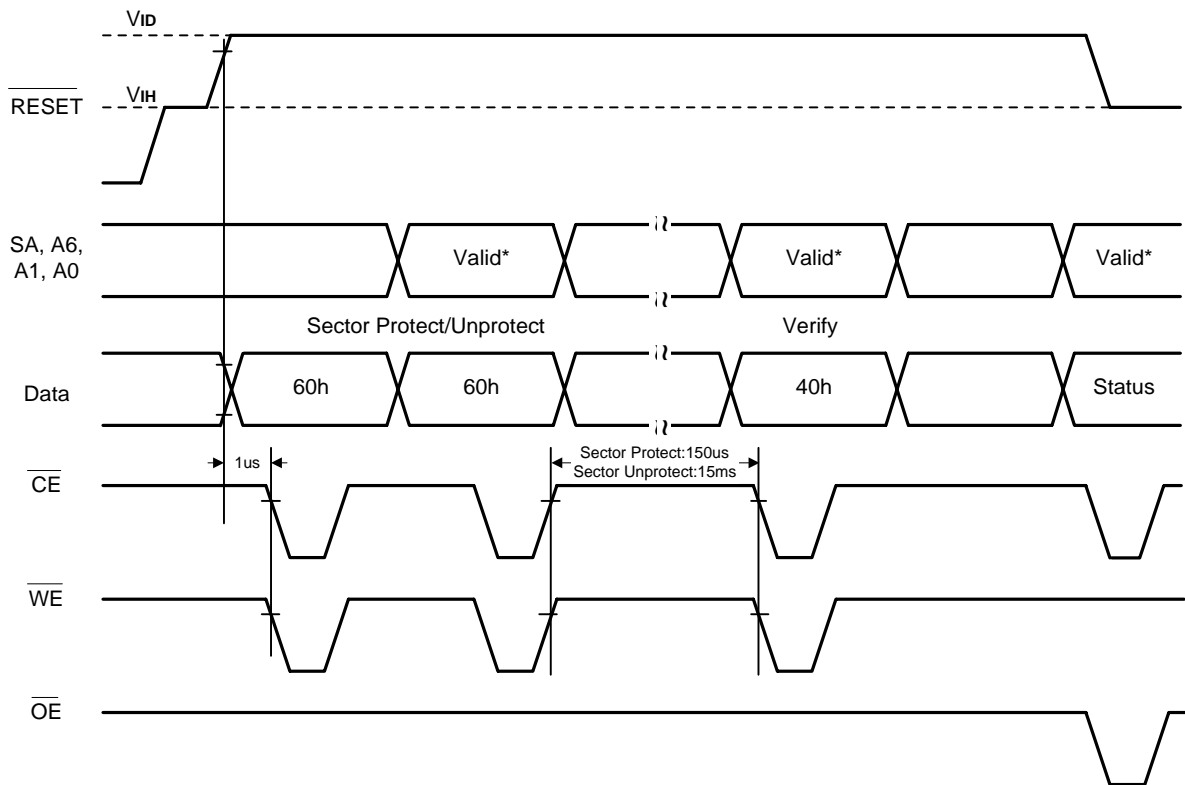 VID
VIH
RESET
SA, A6,
A1, A0
Valid*
Valid*
Valid*
Sector Protect/Unprotect
Verify
Data
60h
60h
40h
Status
1us
Sector Protect:150us
Sector Unprotect:15ms
CE
WE
OE